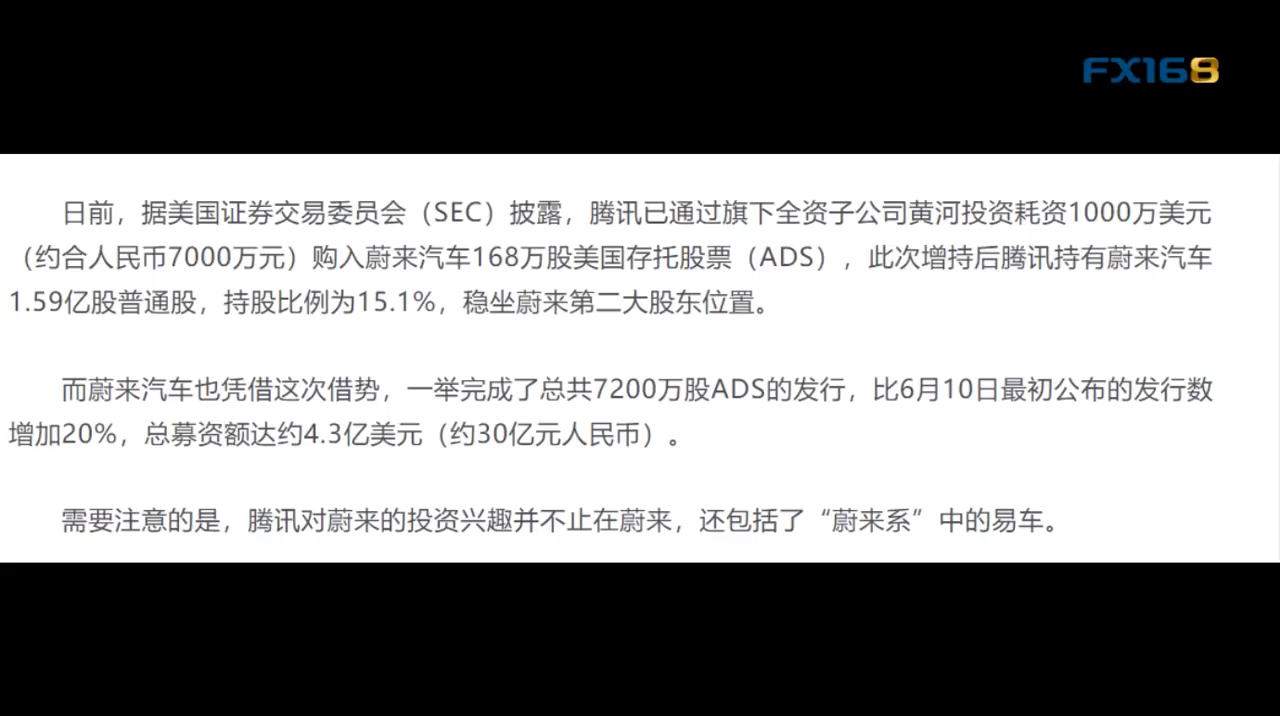 FX168
日前，据美国证券交易委员会（SEC）披露，腾讯已通过旗下全资子公司黄河投资耗资1000万美元
（约合人民币7000万元）购入蔚来汽车168万股美国存托股票（ADS），此次增持后腾讯持有蔚来汽车
1.59亿股普通股，持股比例为15.1%，稳坐蔚来第二大股东位置。
而蔚来汽车也凭借这次借势，一举完成了总共7200万股ADS的发行，比6月10日最初公布的发行数
增加20%，总募资额达约4.3亿美元（约30亿元人民币）。
需要注意的是，腾讯对蔚来的投资兴趣并不止在蔚来，还包括了“蔚来系”中的易车。